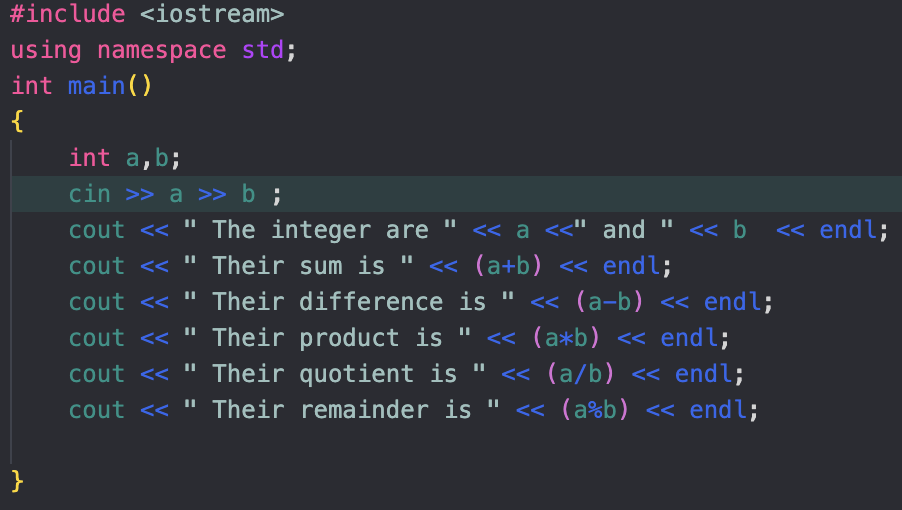 #include <iostream>
using namespace std;
int main()
{
    int a,b;
    cin >> a >> b ;
    cout << " The integer are " << a <<" and " << b  << endl;
    cout << " Their sum is " << (a+b) << endl;
    cout << " Their difference is " << (a-b) << endl;
    cout << " Their product is " << (a*b) << endl;
    cout << " Their quotient is " << (a/b) << endl;
    cout << " Their remainder is " << (a%b) << endl;
}